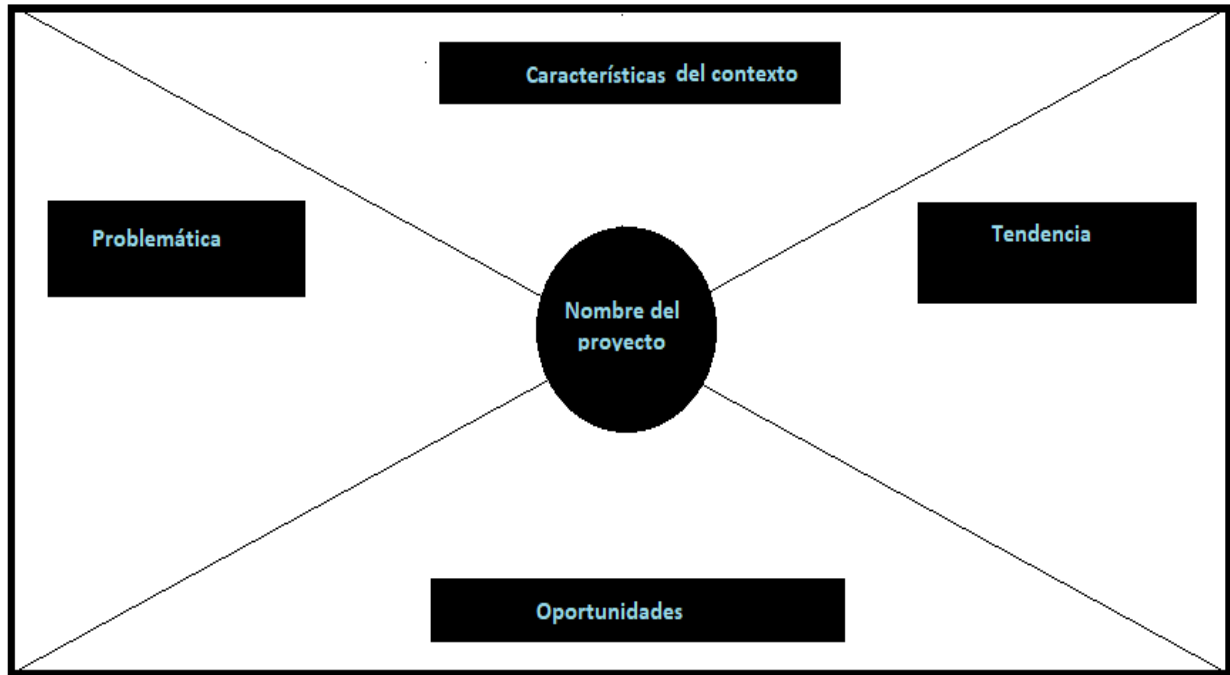 Características del contexto
Problemática
Tendencia
Nombre del
proyecto
Oportunidades